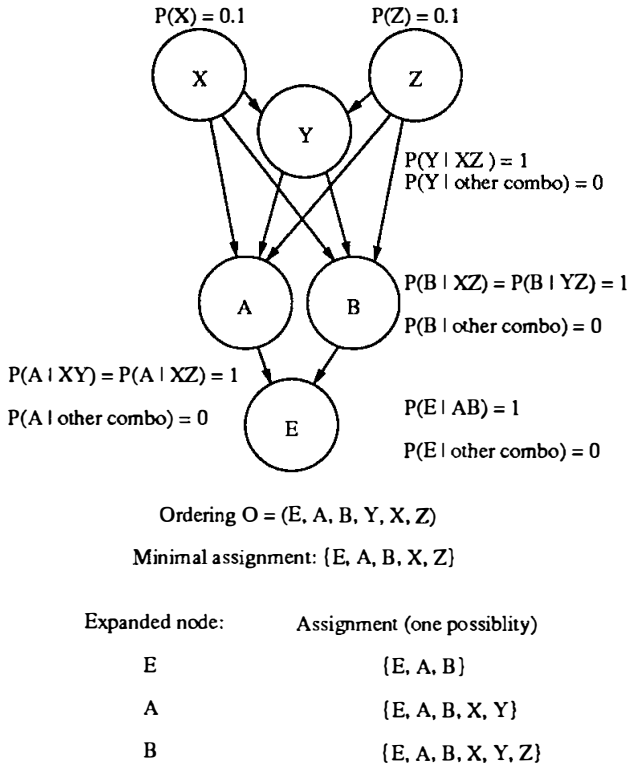 P(X) = 0.1
P(Z) = 0.1
X
Z
Y
P(Y | XZ ) = 1
P(Y | other combo) = 0
A
B
P(B | XZ) = P(B | YZ) = 1
P(B | other combo) = 0
P(A | XY) = P(A | XZ) = 1
P(A | other combo) = 0
E
P(E | AB) = 1
P(E | other combo) = 0
Ordering O = (E, A, B, Y, X, Z)
Minimal assignment: {E, A, B, X, Z}
Expanded node: Assignment (one possiblity)
E {E, A, B}
A {E, A, B, X, Y}
B {E, A, B, X, Y, Z}